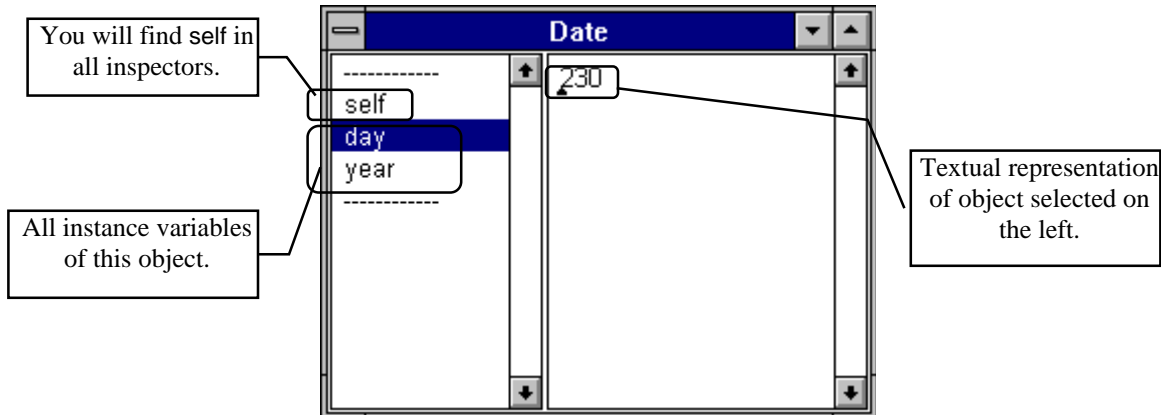 You will find self in
all inspectors.
Date
------------
self
day
year
------------
230
All instance variables
of this object.
Textual representation
of object selected on
the left.